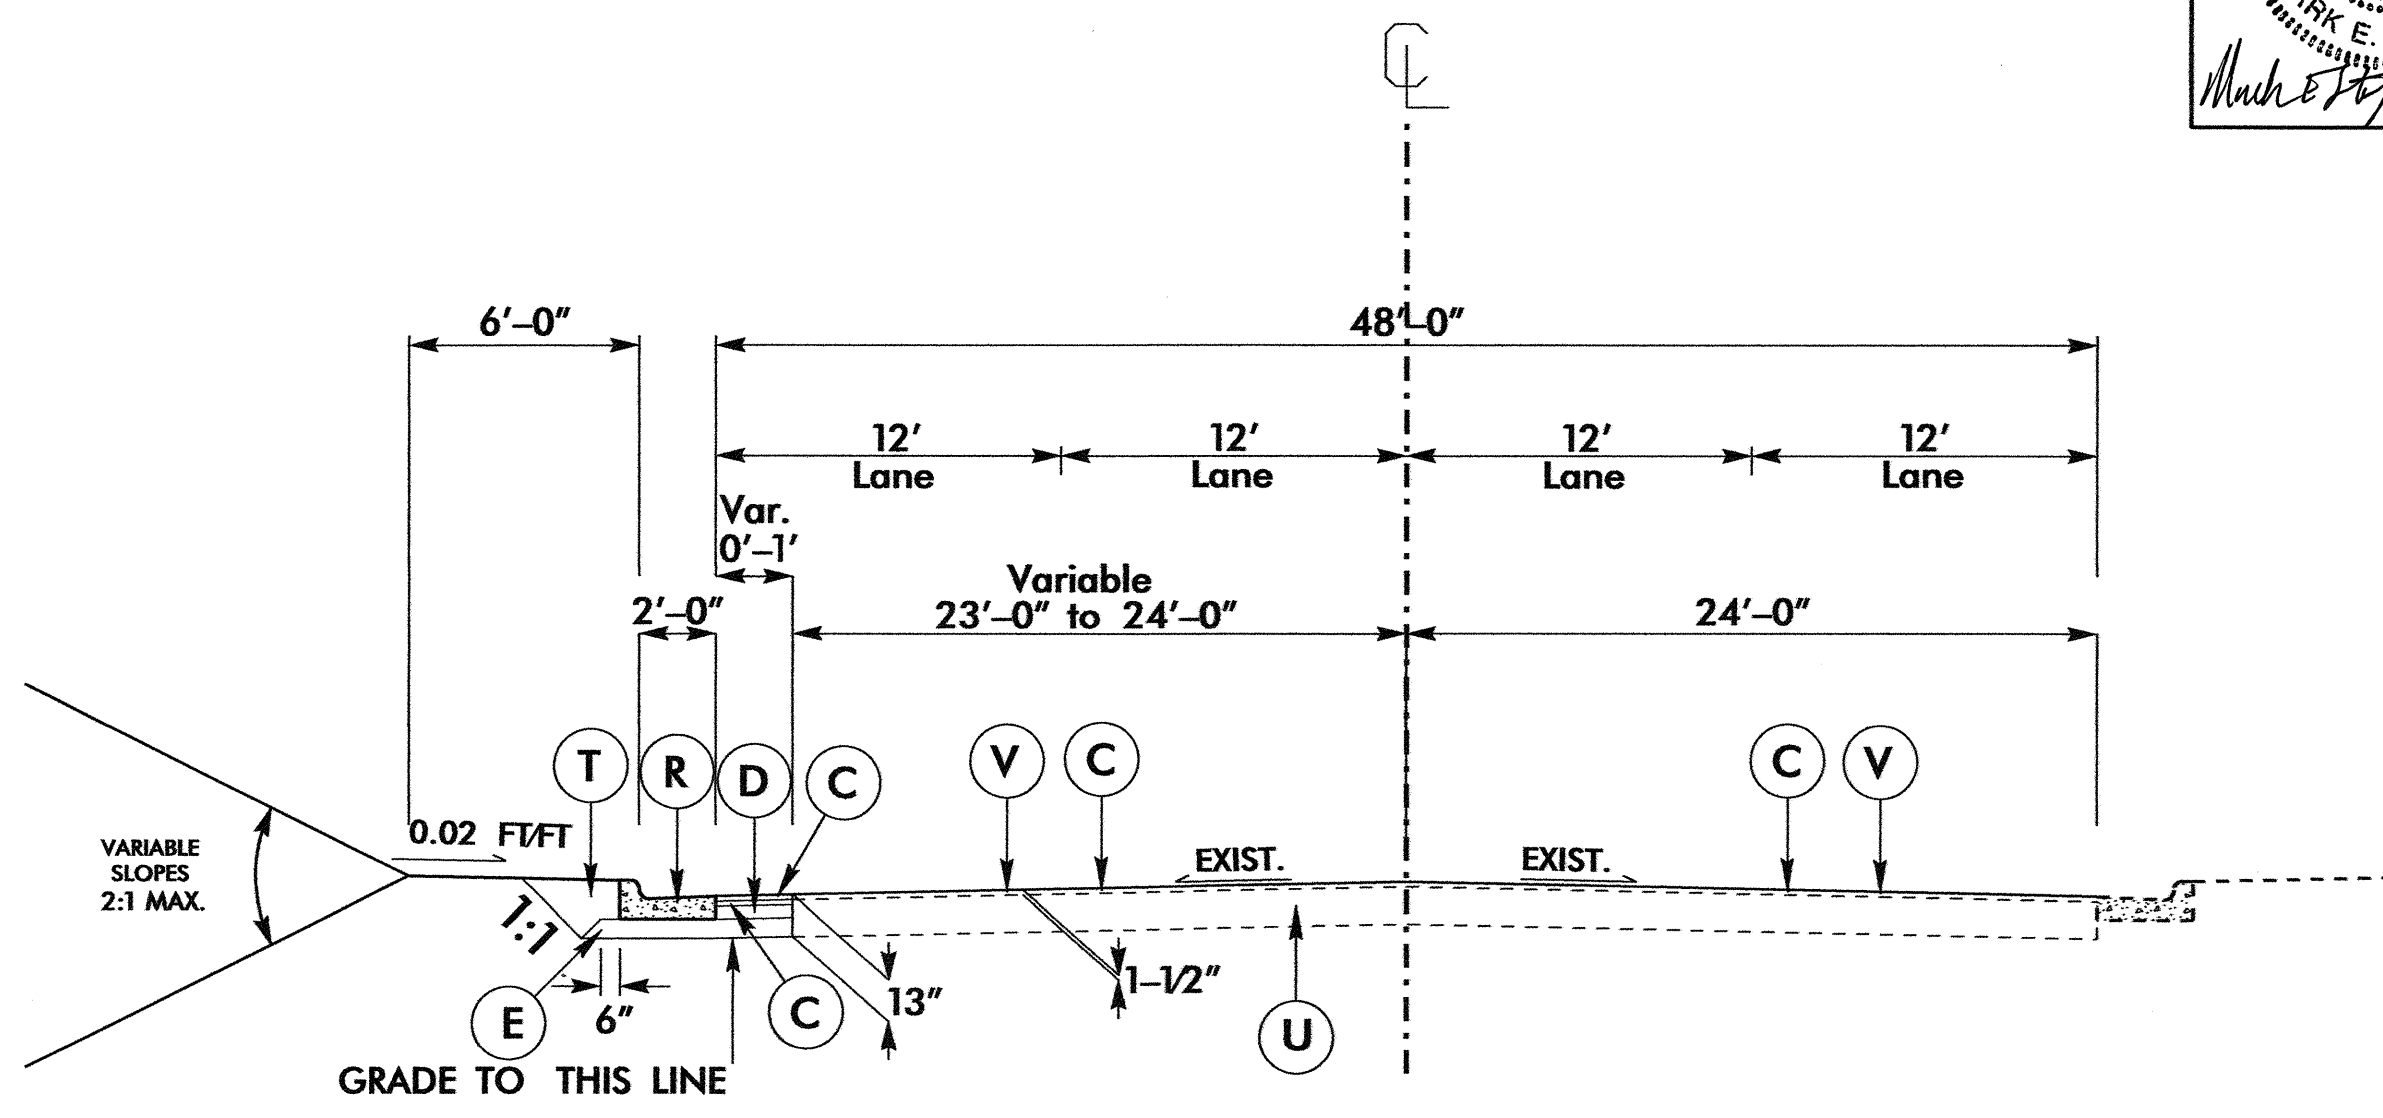 RK E.
CL
6'–0"
48'–0"
12'
Lane
12'
Lane
12'
Lane
12'
Lane
Var.
0'–1'
2'–0"
Variable
23'–0" to 24'–0"
24'–0"
T
R
D
C
V
C
C
V
0.02 FT/FT
VARIABLE
SLOPES
2:1 MAX.
EXIST.
EXIST.
1:1
E
6"
C
13"
1–1/2"
U
GRADE TO THIS LINE